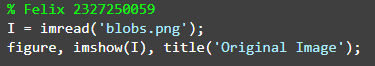 % Felix 2327250059
I = imread('blobs.png');
figure, imshow(I), title('Original Image');